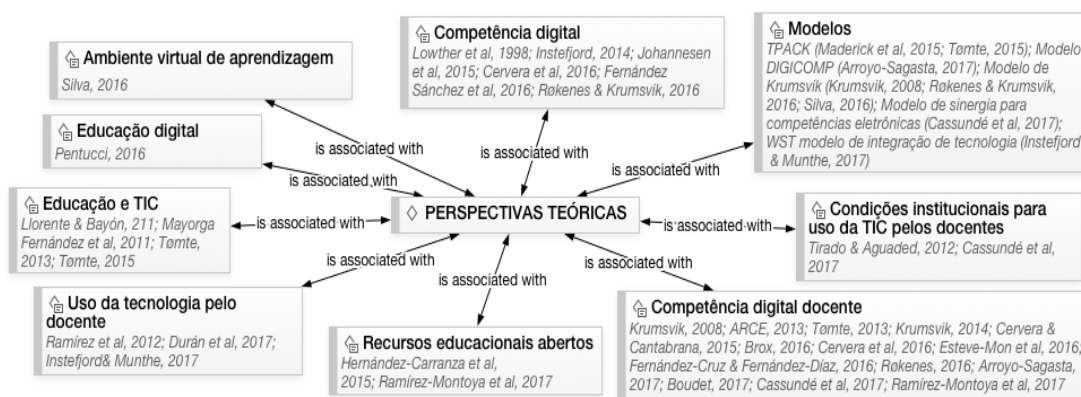 Ambiente virtual de aprendizagem
Silva, 2016
Competência digital
Lowther et al, 1998; Instefjord, 2014; Johannesen
et al, 2015; Cervera et al, 2016; Fernández
Sánchez et al, 2016; Røkenes & Krumsvik, 2016
Modelos
TPACK (Maderick et al, 2015; Tømte, 2015); Modelo
DIGICOMP (Arroyo-Sagasta, 2017); Modelo de
Krumsvik (Krumsvik, 2008; Røkenes & Krumsvik,
2016; Silva, 2016); Modelo de sinergia para
competências eletrônicas (Cassundé et al, 2017);
WST modelo de integração de tecnologia (Instefjord
& Munthe, 2017)
Educação digital
Pentucci, 2016
is associated with
is associated with
is associated with
is associated with
Educação e TIC
Llorente & Bayón, 211; Mayorga
Fernández et al, 2011; Tømte,
2013; Tømte, 2015
is associated with
PERSPECTIVAS TEÓRICAS
is associated with
Condições institucionais para
uso da TIC pelos docentes
Tirado & Aguaded, 2012; Cassundé et al,
2017
is associated with
is associated with
is associated with
Uso da tecnologia pelo
docente
Ramírez et al, 2012; Durán et al, 2017;
Instefjord& Munthe, 2017
Recursos educacionais abertos
Hernández-Carranza et al,
2015; Ramírez-Montoya et al, 2017
Competência digital docente
Krumsvik, 2008; ARCE, 2013; Tømte, 2013; Krumsvik, 2014; Cervera &
Cantabrana, 2015; Brox, 2016; Cervera et al, 2016; Esteve-Mon et al, 2016;
Fernández-Cruz & Fernández-Díaz, 2016; Røkenes, 2016; Arroyo-Sagasta,
2017; Boudet, 2017; Cassundé et al, 2017; Ramírez-Montoya et al, 2017